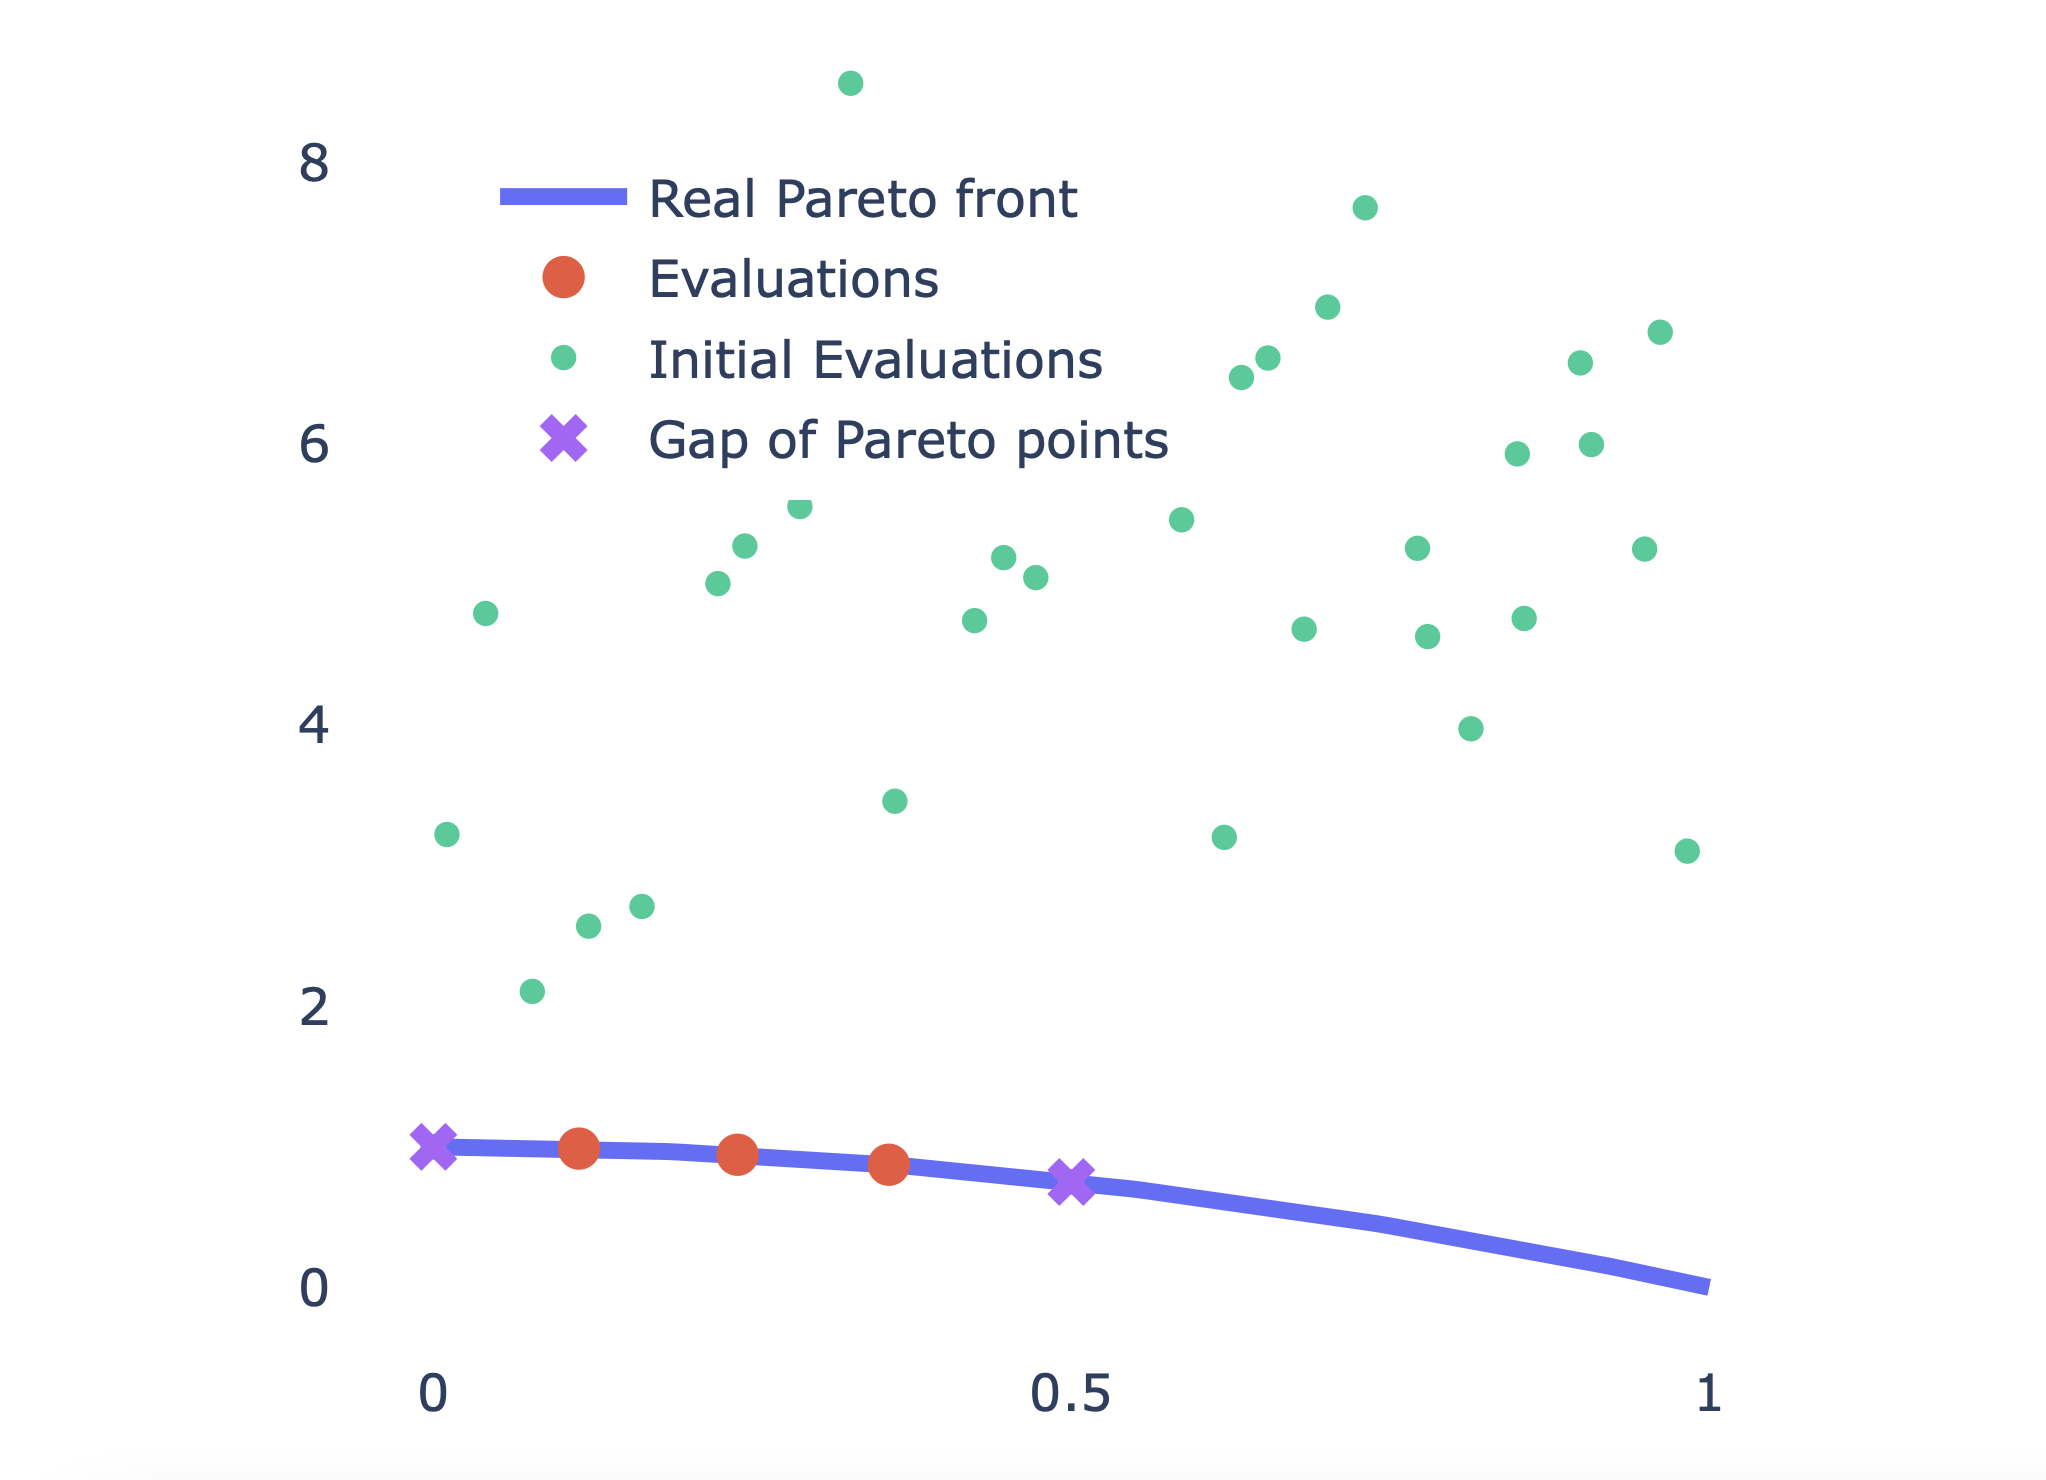 8
Real Pareto front
Evaluations
Initial Evaluations
6
Gap of Pareto points
4
2
0
0 0.5 1